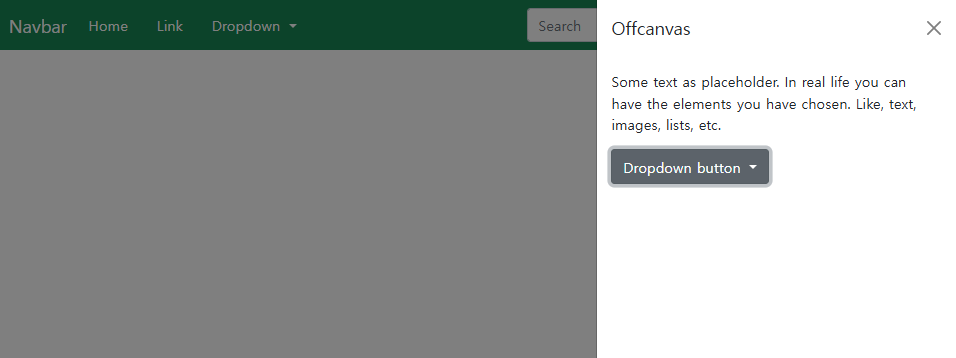 Navbar Home Link Dropdown Search
Offcanvas
Some text as placeholder. In real life you can
have the elements you have chosen. Like, text,
images, lists, etc.
Dropdown button